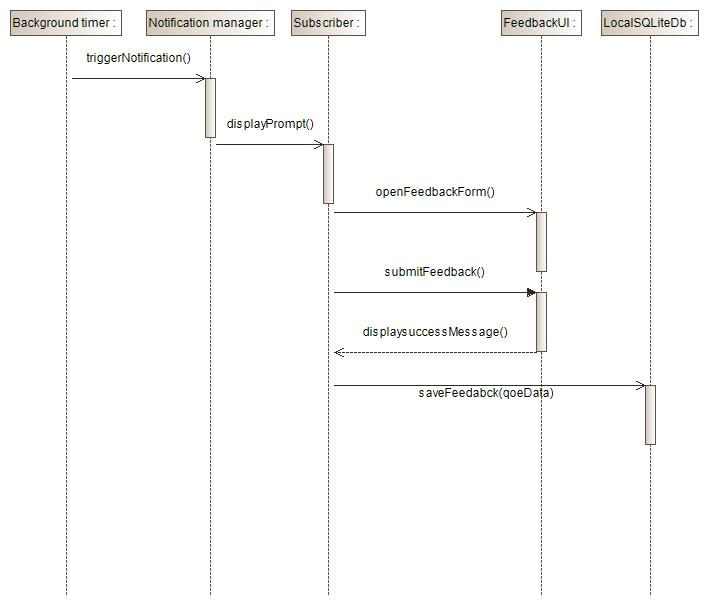 Background timer :
Notification manager :
Subscriber :
FeedbackUI :
LocalSQLiteDb :
triggerNotification()
displayPrompt()
openFeedbackForm()
submitFeedback()
displaysuccessMessage()
saveFeedabck(qoeData)